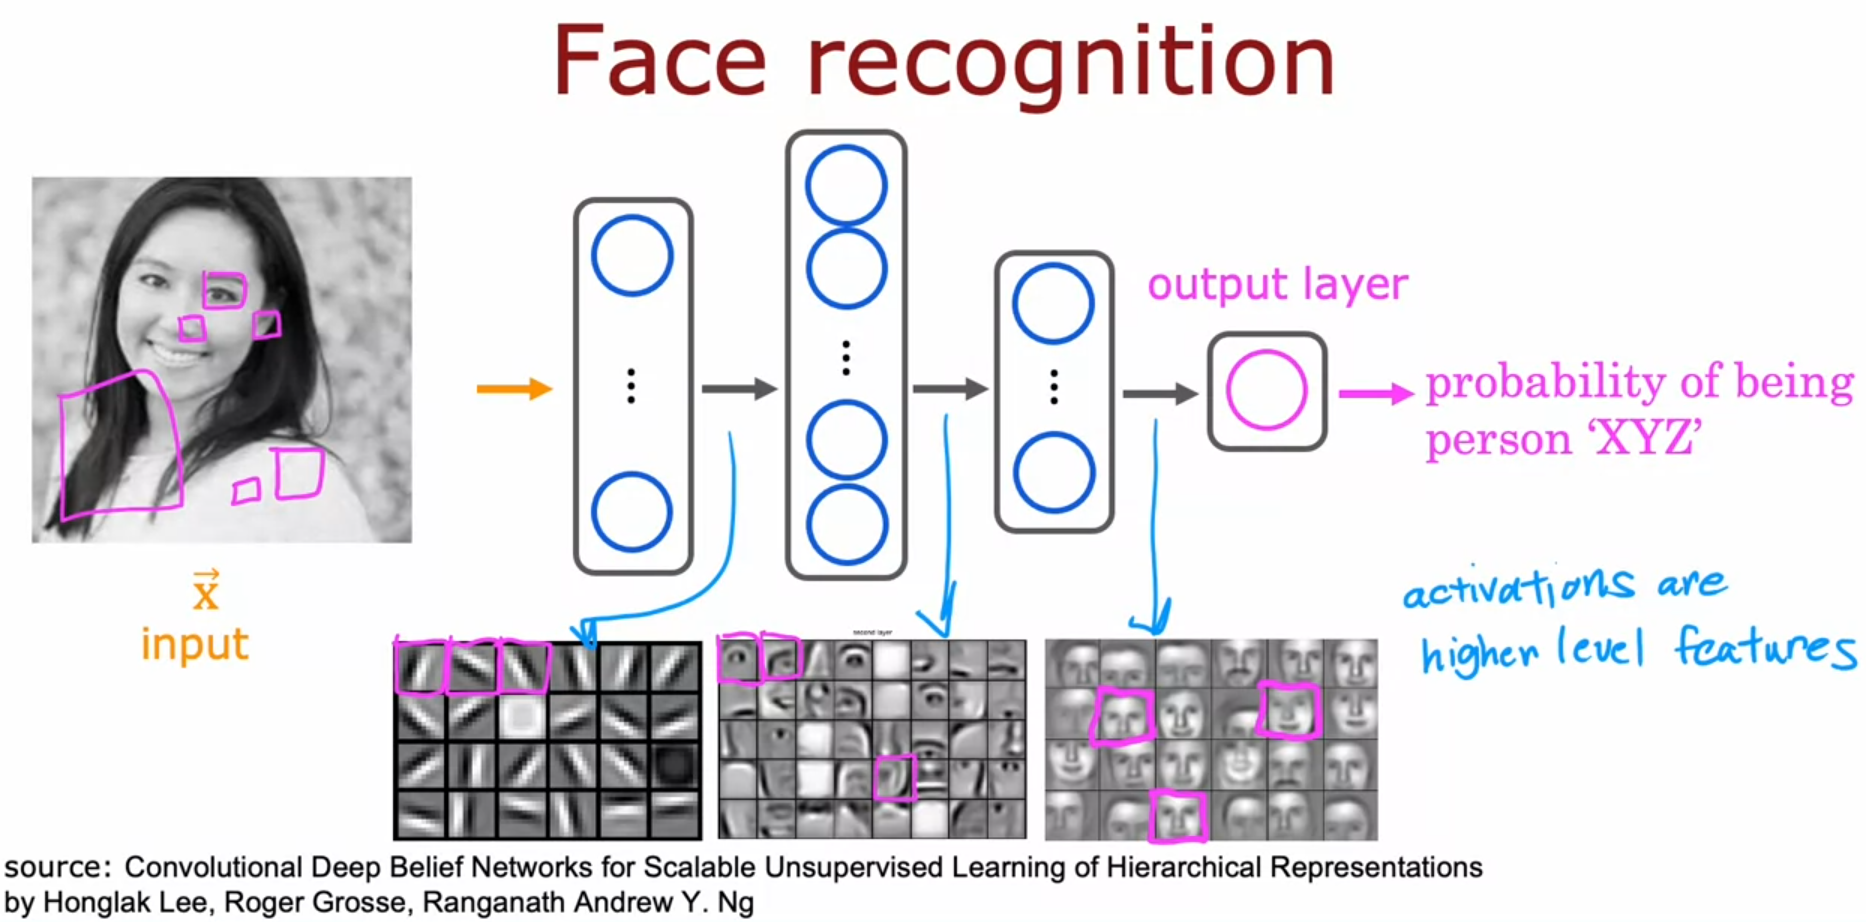 Face recognition
output layer
probability of being
person ‘XYZ’
x
input
second layer
activations are
higher level features
source: Convolutional Deep Belief Networks for Scalable Unsupervised Learning of Hierarchical Representations
by Honglak Lee, Roger Grosse, Ranganath Andrew Y. Ng